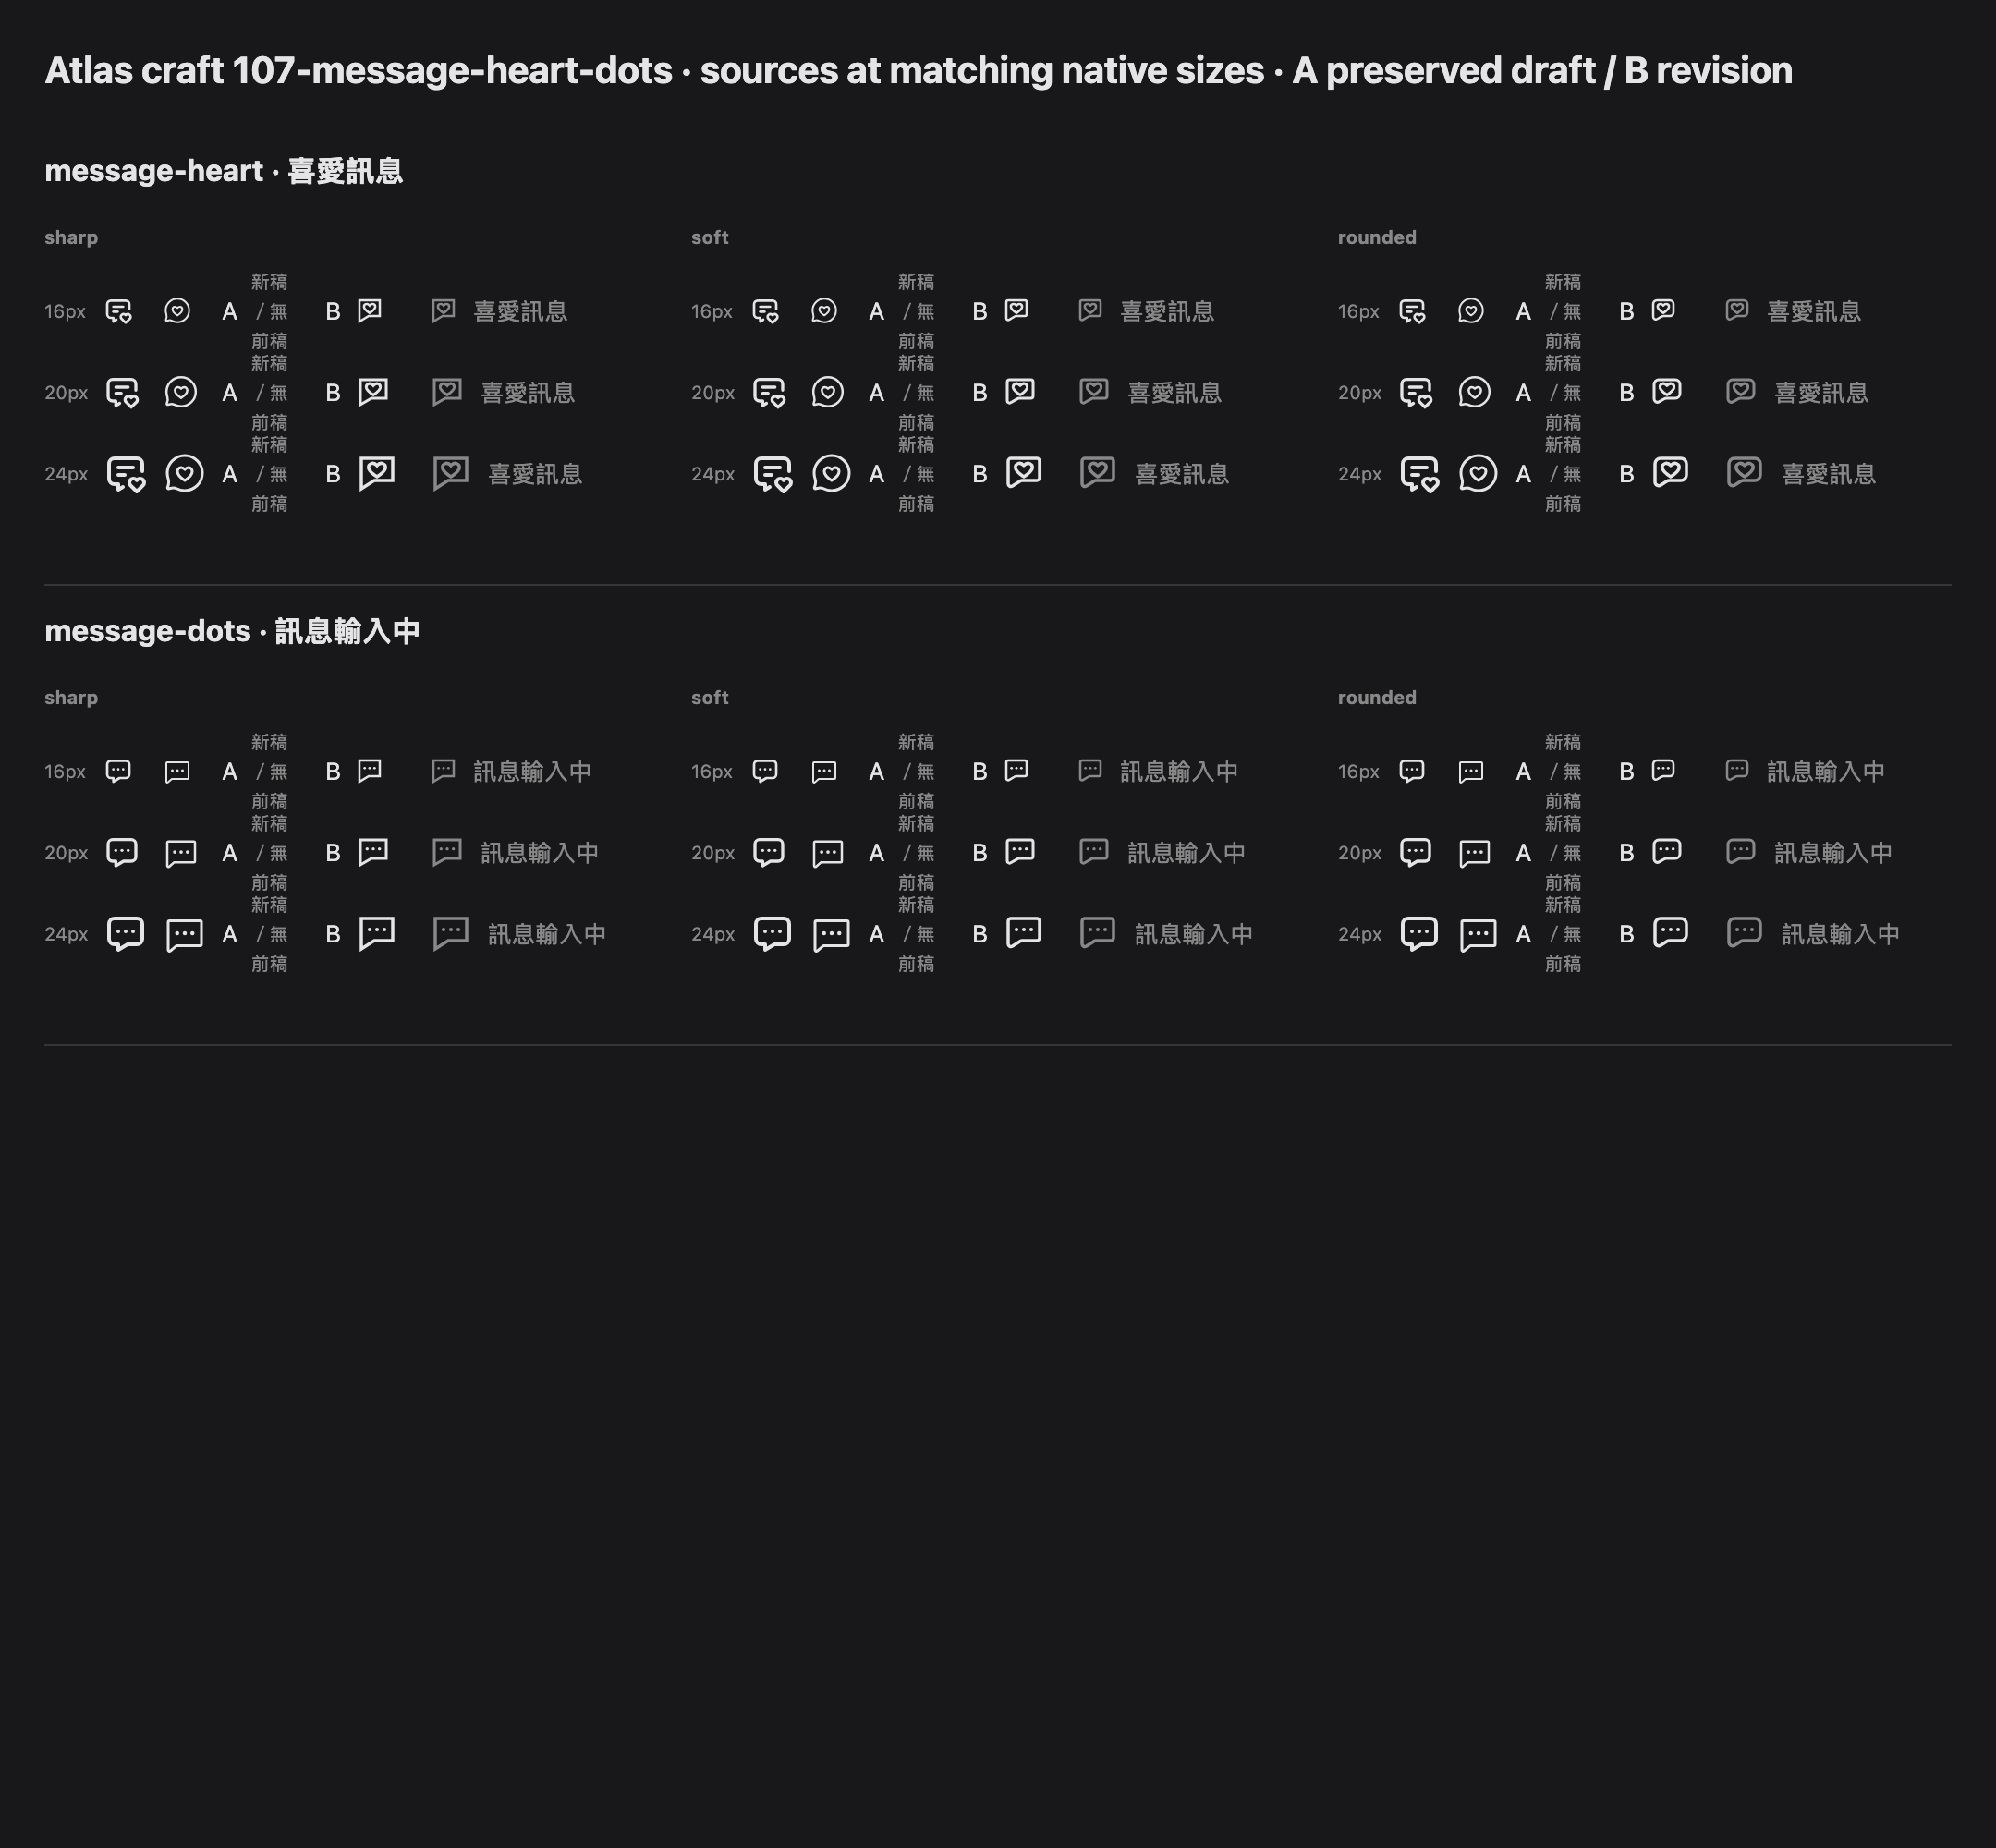 Atlas craft 107-message-heart-dots · sources at matching native sizes · A preserved draft / B revision
message-heart · 喜愛訊息
sharp
16px A 新稿 / 無前稿 B 喜愛訊息
20px A 新稿 / 無前稿 B 喜愛訊息
24px A 新稿 / 無前稿 B 喜愛訊息
soft
16px A 新稿 / 無前稿 B 喜愛訊息
20px A 新稿 / 無前稿 B 喜愛訊息
24px A 新稿 / 無前稿 B 喜愛訊息
rounded
16px A 新稿 / 無前稿 B 喜愛訊息
20px A 新稿 / 無前稿 B 喜愛訊息
24px A 新稿 / 無前稿 B 喜愛訊息
message-dots · 訊息輸入中
sharp
16px A 新稿 / 無前稿 B 訊息輸入中
20px A 新稿 / 無前稿 B 訊息輸入中
24px A 新稿 / 無前稿 B 訊息輸入中
soft
16px A 新稿 / 無前稿 B 訊息輸入中
20px A 新稿 / 無前稿 B 訊息輸入中
24px A 新稿 / 無前稿 B 訊息輸入中
rounded
16px A 新稿 / 無前稿 B 訊息輸入中
20px A 新稿 / 無前稿 B 訊息輸入中
24px A 新稿 / 無前稿 B 訊息輸入中